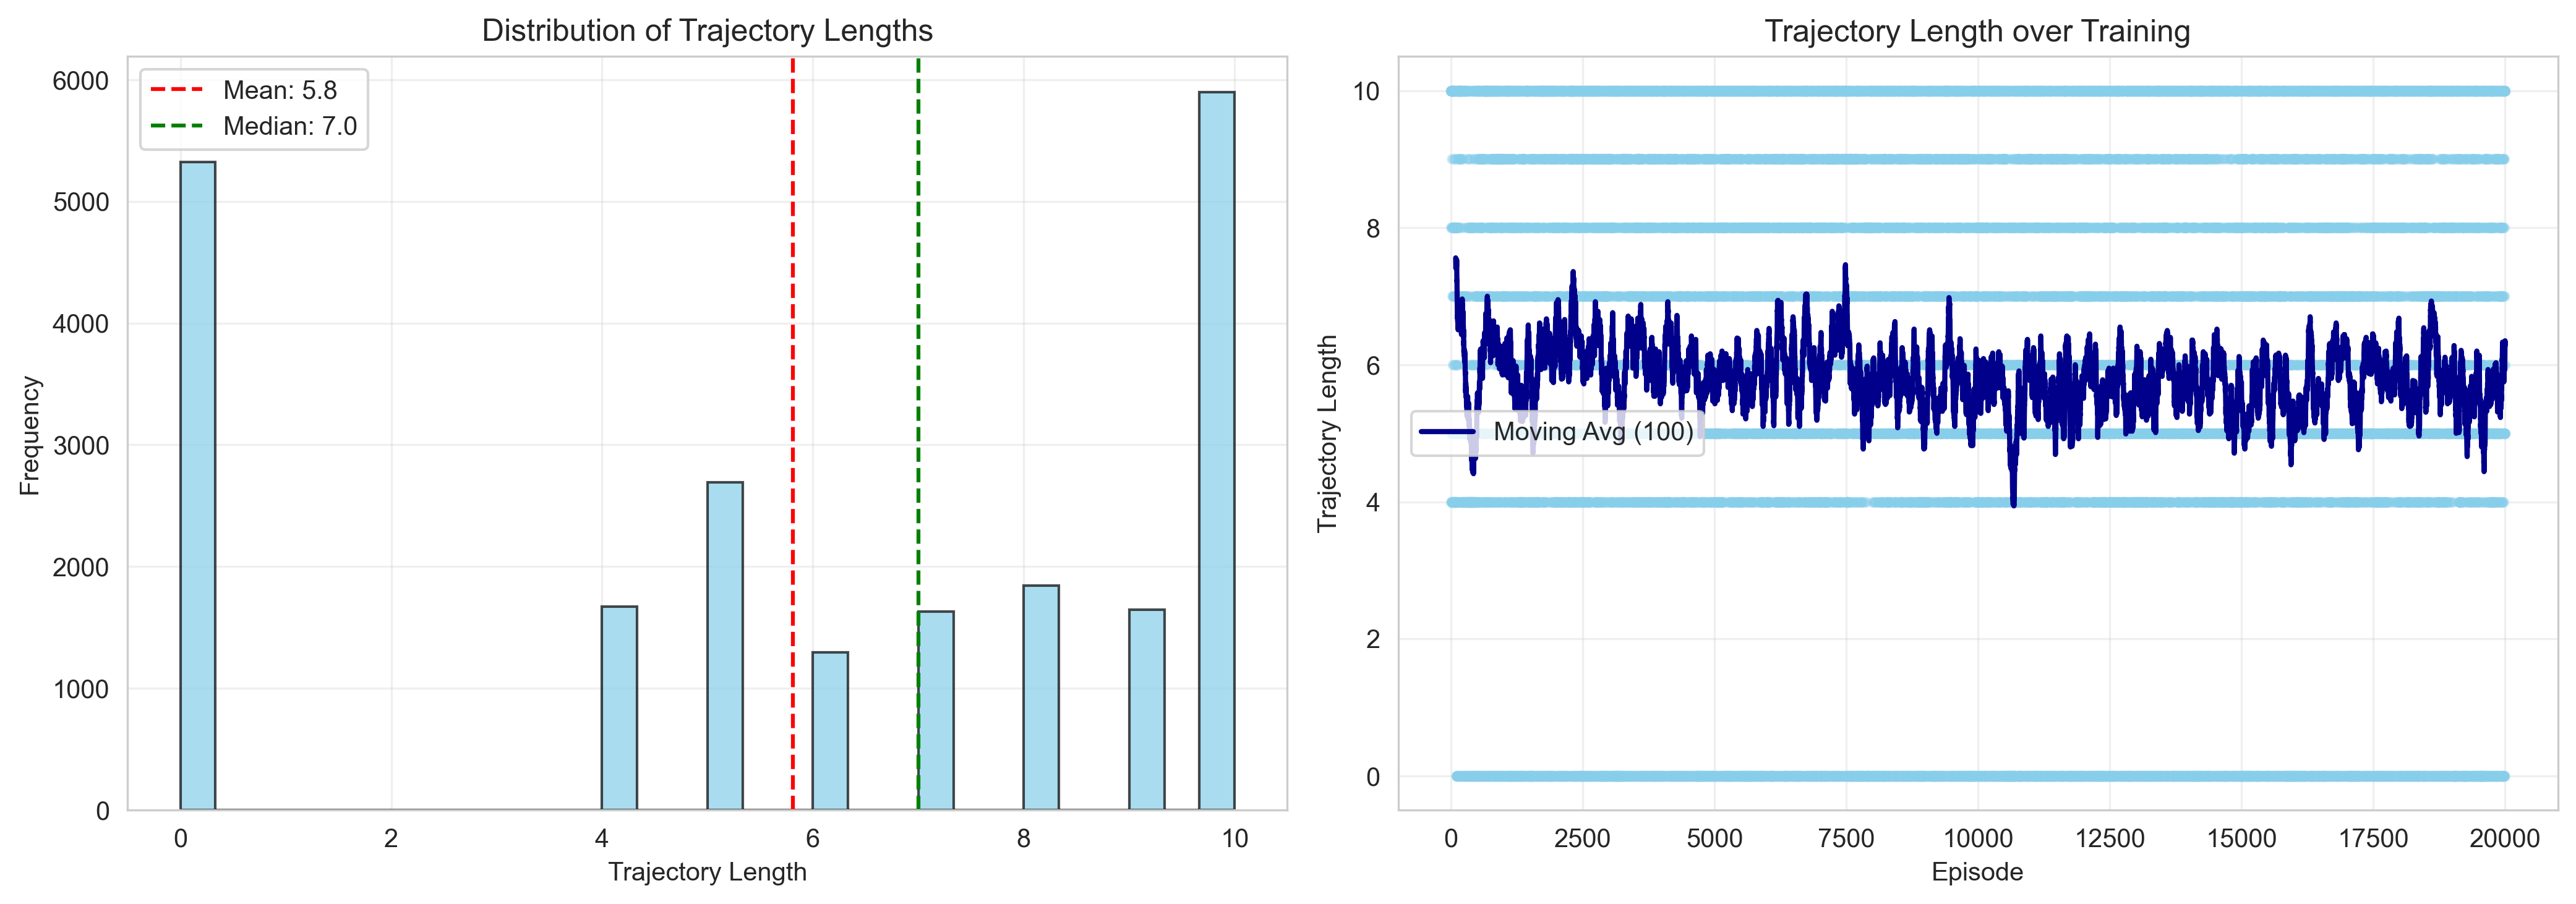 Distribution of Trajectory Lengths
Mean: 5.8
Median: 7.0
Frequency
6000
5000
4000
3000
2000
1000
0
0 2 4 6 8 10
Trajectory Length
Trajectory Length over Training
Moving Avg (100)
Trajectory Length
10
8
6
4
2
0
0 2500 5000 7500 10000 12500 15000 17500 20000
Episode